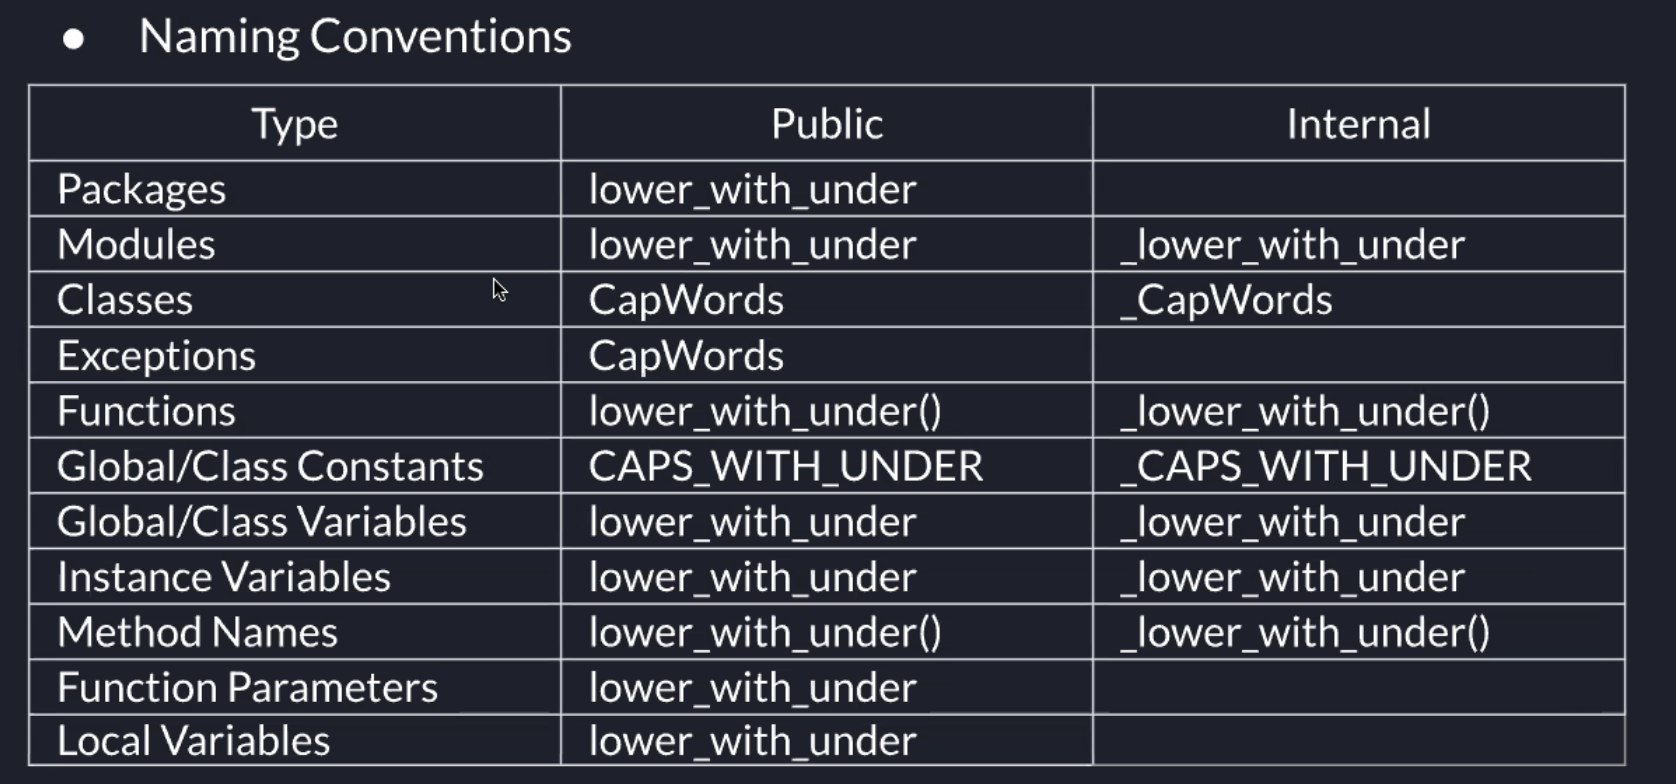 ● Naming Conventions
Type Public Internal
Packages lower_with_under
Modules lower_with_under _lower_with_under
Classes CapWords _CapWords
Exceptions CapWords
Functions lower_with_under() _lower_with_under()
Global/Class Constants CAPS_WITH_UNDER _CAPS_WITH_UNDER
Global/Class Variables lower_with_under _lower_with_under
Instance Variables lower_with_under _lower_with_under
Method Names lower_with_under() _lower_with_under()
Function Parameters lower_with_under
Local Variables lower_with_under